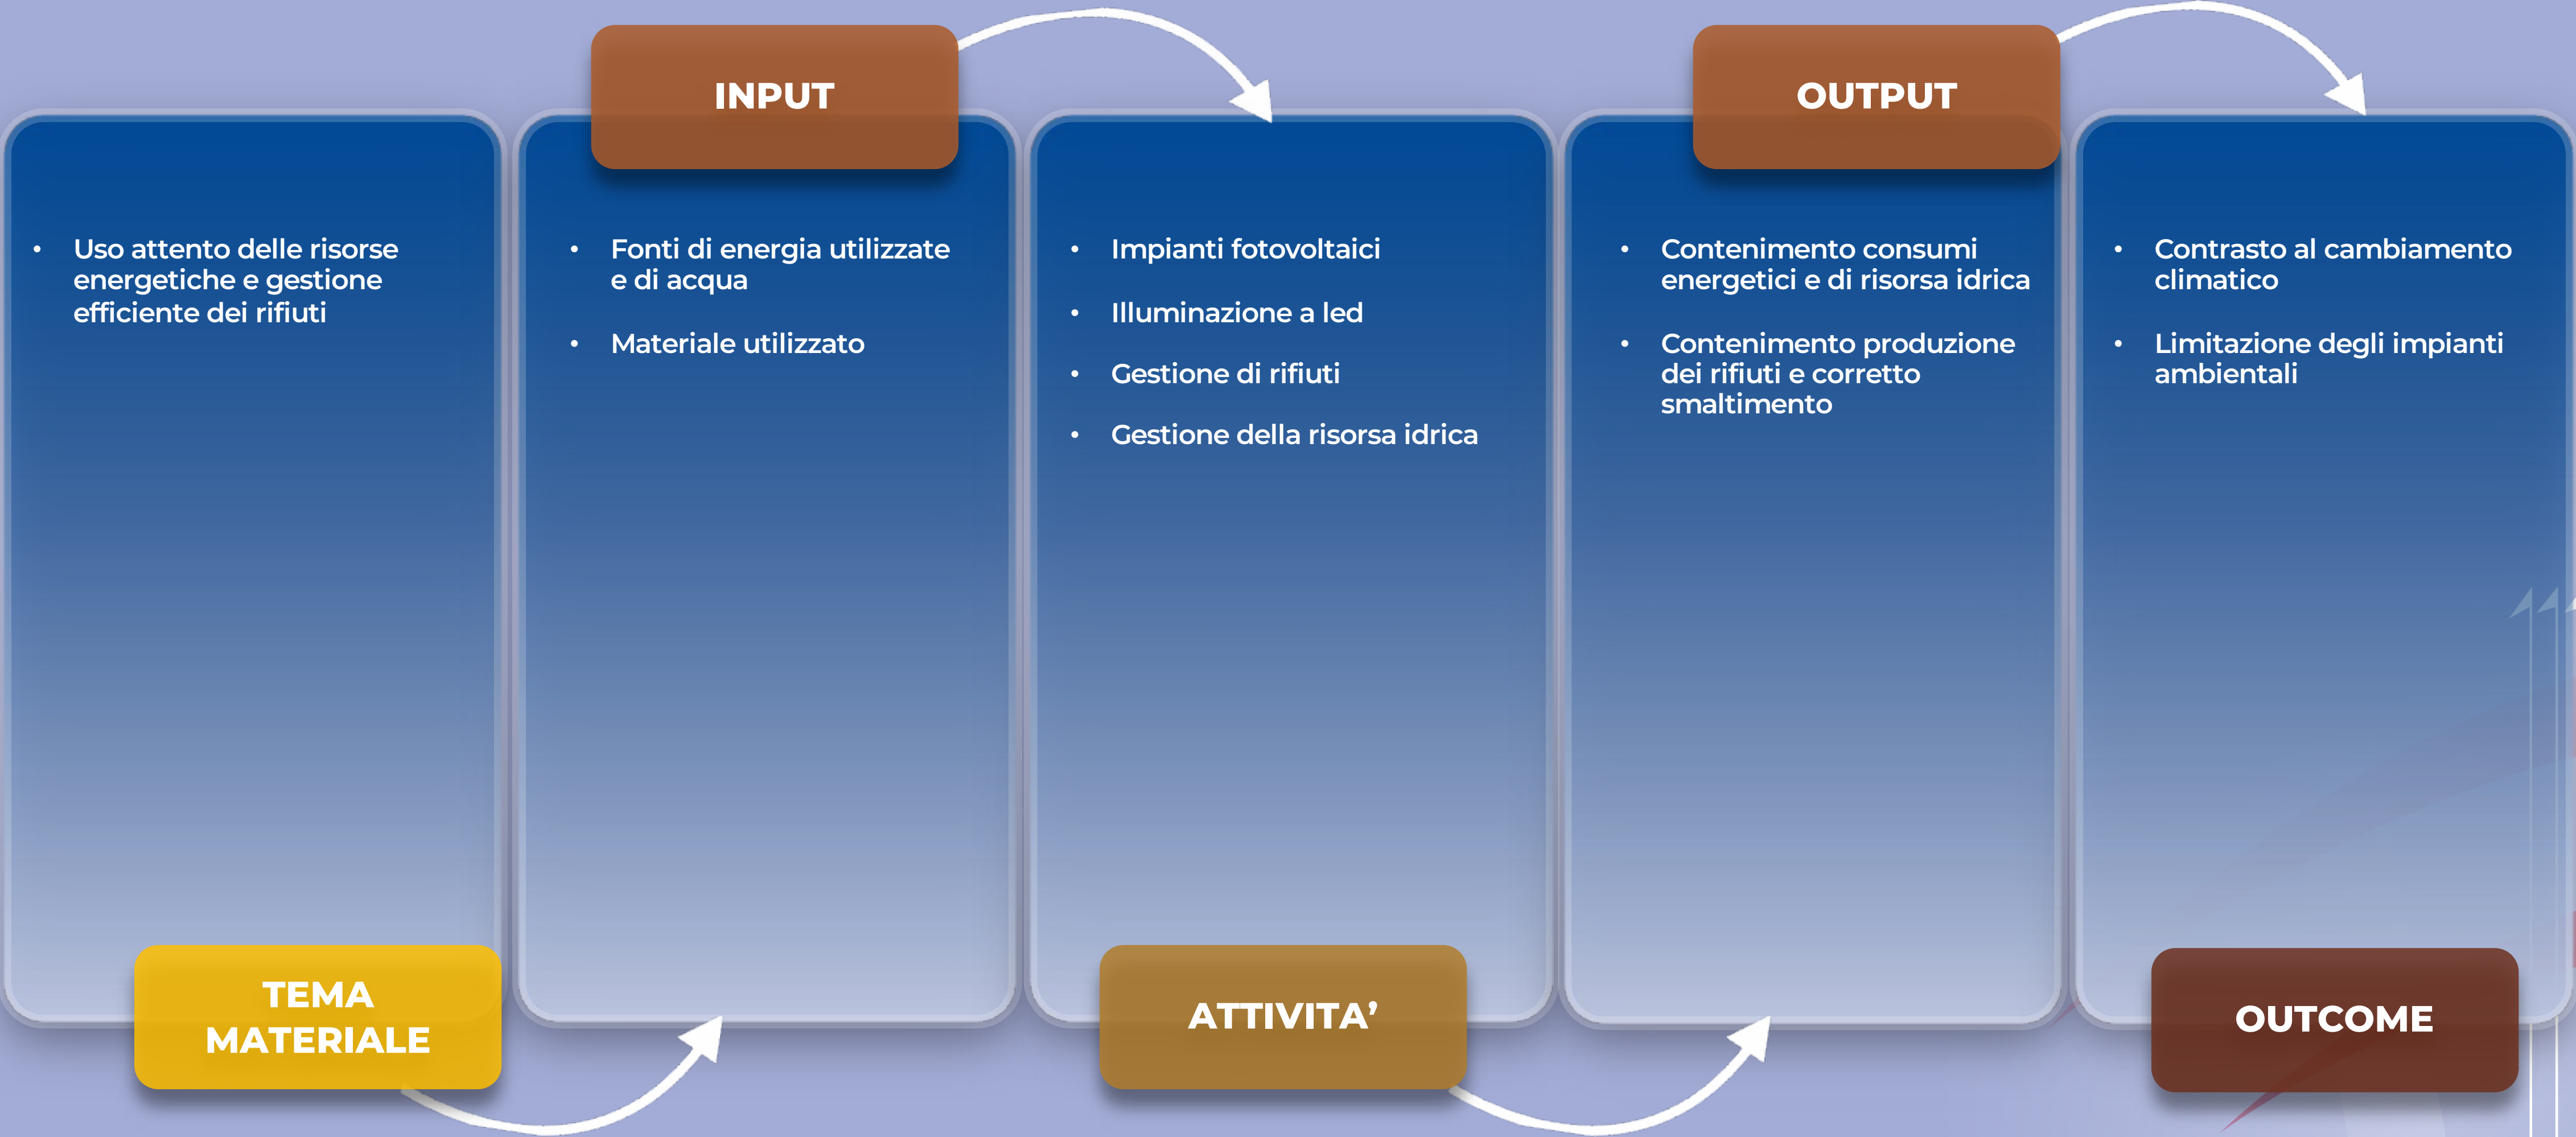 INPUT
OUTPUT
• Uso attento delle risorse
energetiche e gestione
efficiente dei rifiuti
• Fonti di energia utilizzate
e di acqua
• Materiale utilizzato
• Impianti fotovoltaici
• Illuminazione a led
• Gestione di rifiuti
• Gestione della risorsa idrica
• Contenimento consumi
energetici e di risorsa idrica
• Contenimento produzione
dei rifiuti e corretto
smaltimento
• Contrasto al cambiamento
climatico
• Limitazione degli impianti
ambientali
TEMA
MATERIALE
ATTIVITA’
OUTCOME